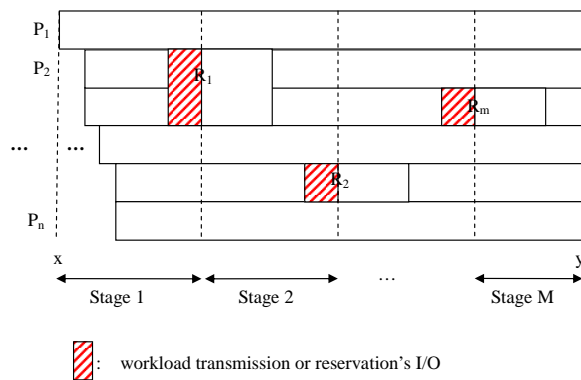 P1
P2
R1
Rm
... ...
R2
Pn
x
y
Stage 1
Stage 2
...
Stage M
: workload transmission or reservation's I/O